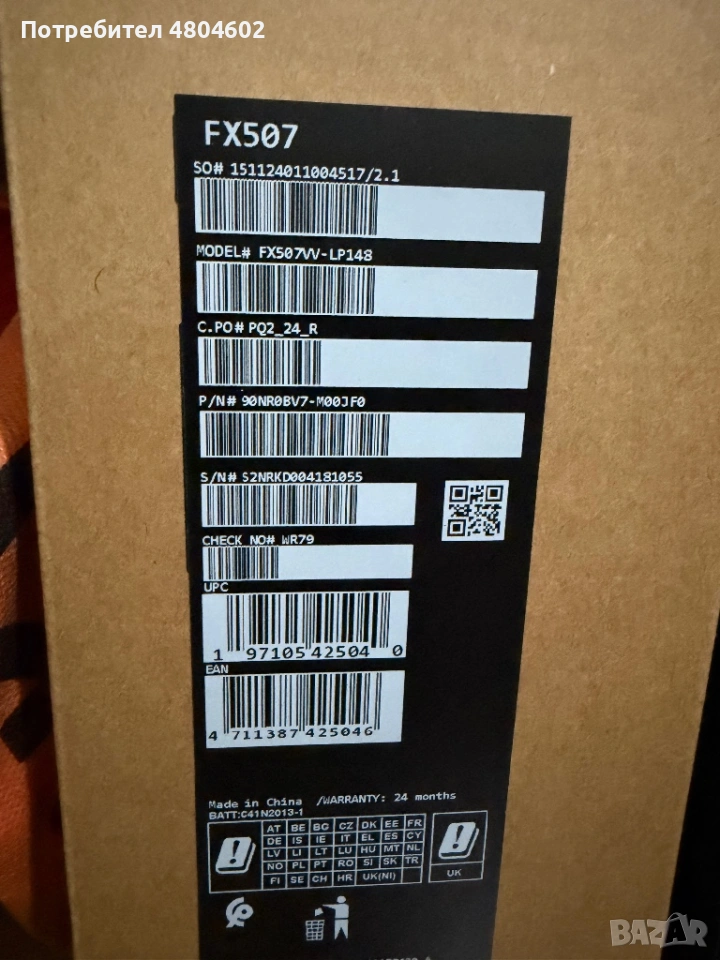 Потребител 4804602
FX507
SO# 151124011004517/2.1
MODEL# FX507VV-LP148
C.PO# PQ2_24_R
P/N# 90NR0BV7-M00JF0
S/N# S2NRKD004181055
CHECK NO# WR79
UPC
1 97105 42504 0
EAN
4 711387 425046
Made in China /WARRANTY: 24 months
BATT:C41N2013-1
AT BE BG CZ DK EE FR
DE IS IE IT EL ES CY
LV LI LT LU HU MT NL
NO PL PT RO SI SK TR
FI SE CH HR UK(NI)
UK
BAZAR